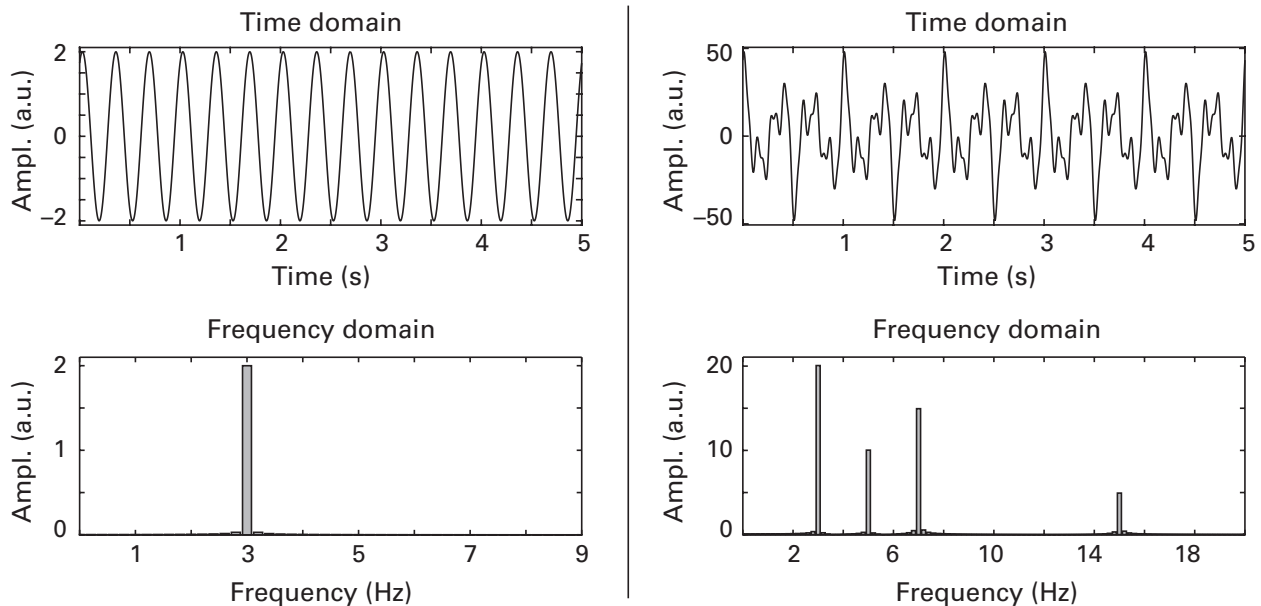 Time domain
Ampl. (a.u.)
2
0
–2
1 2 3 4 5
Time (s)
Frequency domain
Ampl. (a.u.)
2
1
0
1 3 5 7 9
Frequency (Hz)
Time domain
Ampl. (a.u.)
50
0
–50
1 2 3 4 5
Time (s)
Frequency domain
Ampl. (a.u.)
20
10
0
2 6 10 14 18
Frequency (Hz)